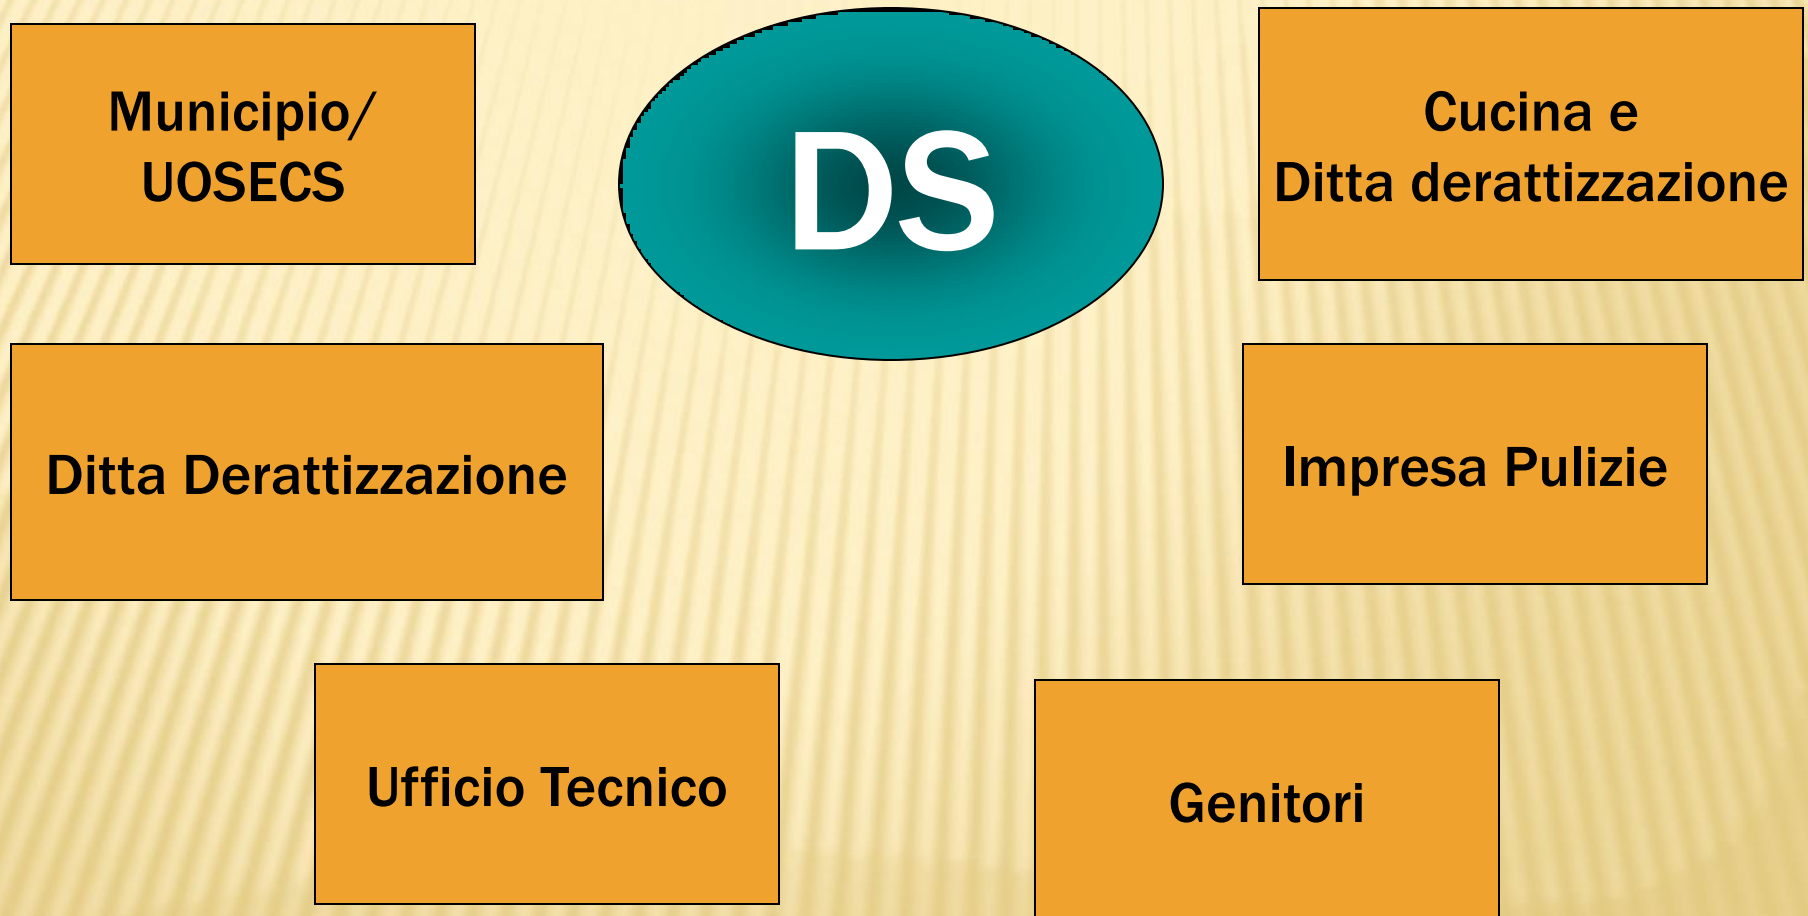 Municipio/
UOSECS
DS
Cucina e
Ditta derattizzazione
Ditta Derattizzazione
Impresa Pulizie
Ufficio Tecnico
Genitori